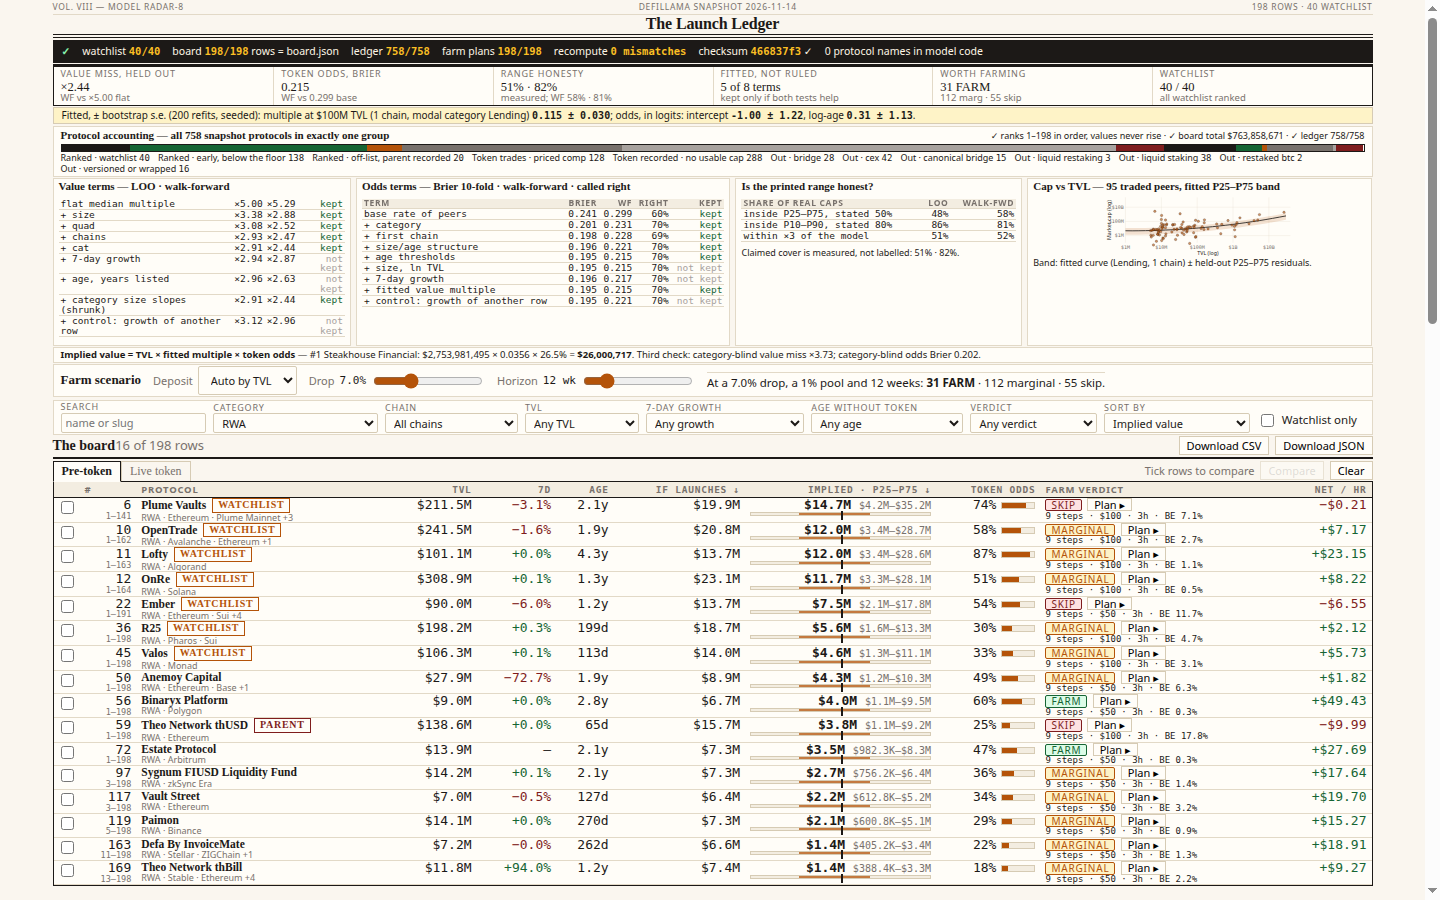 VOL. VIII — MODEL RADAR-8
DEFILLAMA SNAPSHOT 2026-11-14
198 ROWS · 40 WATCHLIST
The Launch Ledger
✓ watchlist 40/40 board 198/198 rows = board.json ledger 758/758 farm plans 198/198 recompute 0 mismatches checksum 466837f3 ✓ 0 protocol names in model code
VALUE MISS, HELD OUT
×2.44
WF vs ×5.00 flat
TOKEN ODDS, BRIER
0.215
WF vs 0.299 base
RANGE HONESTY
51% · 82%
measured; WF 58% · 81%
FITTED, NOT RULED
5 of 8 terms
kept only if both tests help
WORTH FARMING
31 FARM
112 marg · 55 skip
WATCHLIST
40 / 40
all watchlist ranked
Fitted, ± bootstrap s.e. (200 refits, seeded): multiple at $100M TVL (1 chain, modal category Lending) 0.115 ± 0.030; odds, in logits: intercept -1.00 ± 1.22, log-age 0.31 ± 1.13.
Protocol accounting — all 758 snapshot protocols in exactly one group
✓ ranks 1–198 in order, values never rise · ✓ board total $763,858,671 · ✓ ledger 758/758
Ranked · watchlist 40 Ranked · early, below the floor 138 Ranked · off-list, parent recorded 20 Token trades · priced comp 128 Token recorded · no usable cap 288 Out · bridge 28 Out · cex 42 Out · canonical bridge 15 Out · liquid restaking 3 Out · liquid staking 38 Out · restaked btc 2
Out · versioned or wrapped 16
Value terms — LOO · walk-forward
flat median multiple ×5.00 ×5.29 kept
+ size ×3.38 ×2.88 kept
+ quad ×3.08 ×2.52 kept
+ chains ×2.93 ×2.47 kept
+ cat ×2.91 ×2.44 kept
+ 7-day growth ×2.94 ×2.87 not kept
+ age, years listed ×2.96 ×2.63 not kept
+ category size slopes (shrunk) ×2.91 ×2.44 kept
+ control: growth of another row ×3.12 ×2.96 not kept
Odds terms — Brier 10-fold · walk-forward · called right
TERM BRIER WF RIGHT KEPT
base rate of peers 0.241 0.299 60% kept
+ category 0.201 0.231 70% kept
+ first chain 0.198 0.228 69% kept
+ size/age structure 0.196 0.221 70% kept
+ age thresholds 0.195 0.215 70% kept
+ size, ln TVL 0.195 0.215 70% not kept
+ 7-day growth 0.196 0.217 70% not kept
+ fitted value multiple 0.195 0.215 70% kept
+ control: growth of another row 0.195 0.221 70% not kept
Is the printed range honest?
SHARE OF REAL CAPS LOO WALK-FWD
inside P25–P75, stated 50% 48% 58%
inside P10–P90, stated 80% 86% 81%
within ×3 of the model 51% 52%
Claimed cover is measured, not labelled: 51% · 82%.
Cap vs TVL — 95 traded peers, fitted P25–P75 band
Market cap (log)
$10B
$100M
$1M
$1M $10M $100M $1B $10B
TVL (log)
Band: fitted curve (Lending, 1 chain) ± held-out P25–P75 residuals.
Implied value = TVL × fitted multiple × token odds — #1 Steakhouse Financial: $2,753,981,495 × 0.0356 × 26.5% = $26,000,717. Third check: category-blind value miss ×3.73; category-blind odds Brier 0.202.
Farm scenario Deposit Auto by TVL Drop 7.0% Horizon 12 wk At a 7.0% drop, a 1% pool and 12 weeks: 31 FARM · 112 marginal · 55 skip.
SEARCH CATEGORY CHAIN TVL 7-DAY GROWTH AGE WITHOUT TOKEN VERDICT SORT BY
name or slug RWA All chains Any TVL Any growth Any age Any verdict Implied value Watchlist only
The board 16 of 198 rows Download CSV Download JSON
Pre-token Live token Tick rows to compare Compare Clear
# PROTOCOL TVL 7D AGE IF LAUNCHES ↓ IMPLIED · P25–P75 ↓ TOKEN ODDS FARM VERDICT NET / HR
6 Plume Vaults WATCHLIST $211.5M −3.1% 2.1y $19.9M $14.7M $4.2M–$35.2M 74% SKIP Plan ▸ −$0.21
1–141 RWA · Ethereum · Plume Mainnet +3 9 steps · $100 · 3h · BE 7.1%
10 OpenTrade WATCHLIST $241.5M −1.6% 1.9y $20.8M $12.0M $3.4M–$28.7M 58% MARGINAL Plan ▸ +$7.17
1–162 RWA · Avalanche · Ethereum +1 9 steps · $100 · 3h · BE 2.7%
11 Lofty WATCHLIST $101.1M +0.0% 4.3y $13.7M $12.0M $3.4M–$28.6M 87% MARGINAL Plan ▸ +$23.15
1–163 RWA · Algorand 9 steps · $100 · 3h · BE 1.1%
12 OnRe WATCHLIST $308.9M +0.1% 1.3y $23.1M $11.7M $3.3M–$28.1M 51% MARGINAL Plan ▸ +$8.22
1–164 RWA · Solana 9 steps · $100 · 3h · BE 0.5%
22 Ember WATCHLIST $90.0M −6.0% 1.2y $13.7M $7.5M $2.1M–$17.8M 54% SKIP Plan ▸ −$6.55
1–191 RWA · Ethereum · Sui +4 9 steps · $50 · 3h · BE 11.7%
36 R25 WATCHLIST $198.2M +0.3% 199d $18.7M $5.6M $1.6M–$13.3M 30% MARGINAL Plan ▸ +$2.12
1–198 RWA · Pharos · Sui 9 steps · $100 · 3h · BE 4.7%
45 Valos WATCHLIST $106.3M +0.1% 113d $14.0M $4.6M $1.3M–$11.1M 33% MARGINAL Plan ▸ +$5.73
1–198 RWA · Monad 9 steps · $100 · 3h · BE 3.1%
50 Anemoy Capital $27.9M −72.7% 1.9y $8.9M $4.3M $1.2M–$10.3M 49% MARGINAL Plan ▸ +$1.82
1–198 RWA · Ethereum · Base +1 9 steps · $50 · 3h · BE 6.3%
56 Binaryx Platform $9.0M +0.0% 2.8y $6.7M $4.0M $1.1M–$9.5M 60% FARM Plan ▸ +$49.43
1–198 RWA · Polygon 9 steps · $50 · 3h · BE 0.3%
59 Theo Network thUSD PARENT $138.6M +0.0% 65d $15.7M $3.8M $1.1M–$9.2M 25% SKIP Plan ▸ −$9.99
1–198 RWA · Ethereum 9 steps · $100 · 3h · BE 17.8%
72 Estate Protocol $13.9M — 2.1y $7.3M $3.5M $982.3K–$8.3M 47% FARM Plan ▸ +$27.69
1–198 RWA · Arbitrum 9 steps · $50 · 3h · BE 0.3%
97 Sygnum FIUSD Liquidity Fund $14.2M +0.1% 2.1y $7.3M $2.7M $756.2K–$6.4M 36% MARGINAL Plan ▸ +$17.64
3–198 RWA · zkSync Era 9 steps · $50 · 3h · BE 1.4%
117 Vault Street $7.0M −0.5% 127d $6.4M $2.2M $612.8K–$5.2M 34% MARGINAL Plan ▸ +$19.70
3–198 RWA · Ethereum 9 steps · $50 · 3h · BE 3.2%
119 Paimon $14.1M +0.0% 270d $7.3M $2.1M $600.8K–$5.1M 29% MARGINAL Plan ▸ +$15.27
5–198 RWA · Binance 9 steps · $50 · 3h · BE 0.9%
163 Defa By InvoiceMate $7.2M −0.0% 262d $6.6M $1.4M $405.2K–$3.4M 22% MARGINAL Plan ▸ +$18.91
11–198 RWA · Stellar · ZIGChain +1 9 steps · $50 · 3h · BE 1.3%
169 Theo Network thBill $11.8M +94.0% 1.2y $7.4M $1.4M $388.4K–$3.3M 18% MARGINAL Plan ▸ +$9.27
13–198 RWA · Stable · Ethereum +4 9 steps · $50 · 3h · BE 2.2%